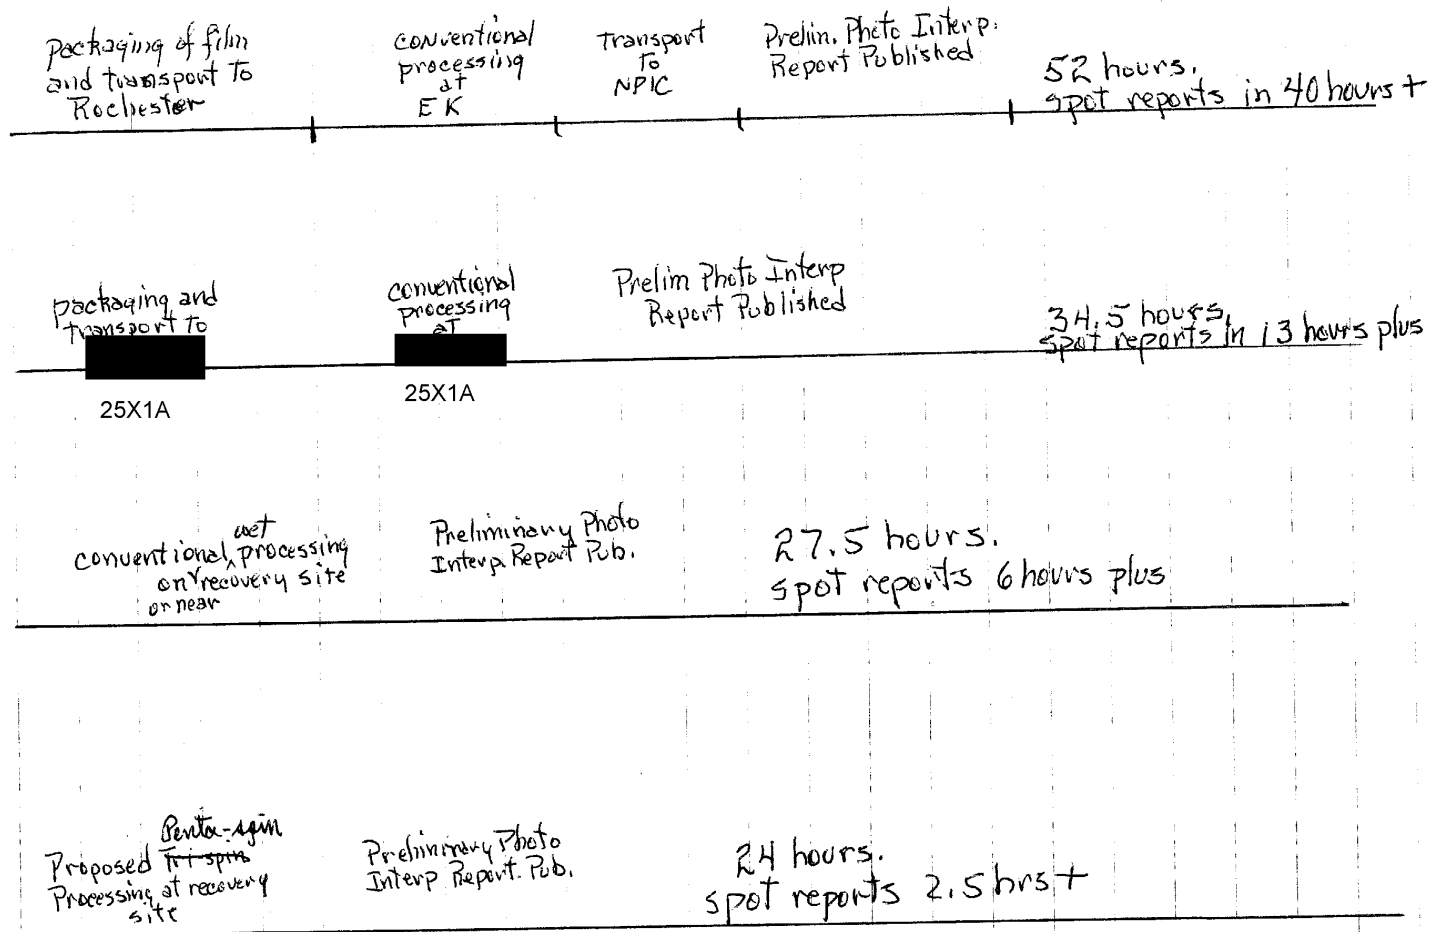 Packaging of film
and transport to
Rochester
conventional
processing
at
EK
Transport
to
NPIC
Prelim. Photo Interp.
Report Published
52 hours.
spot reports in 40 hours +
packaging and
transport to
25X1A
conventional
processing
at
25X1A
Prelim Photo Interp
Report Published
34.5 hours,
spot reports in 13 hours plus
wet
conventional ^ processing
on recovery site
or near
Preliminary Photo
Interp. Report Pub.
27.5 hours.
spot reports 6 hours plus
Penta-spin
Proposed Tri-spin
Processing at recovery
site
Preliminary Photo
Interp Report. Pub.
24 hours.
spot reports 2.5 hrs +